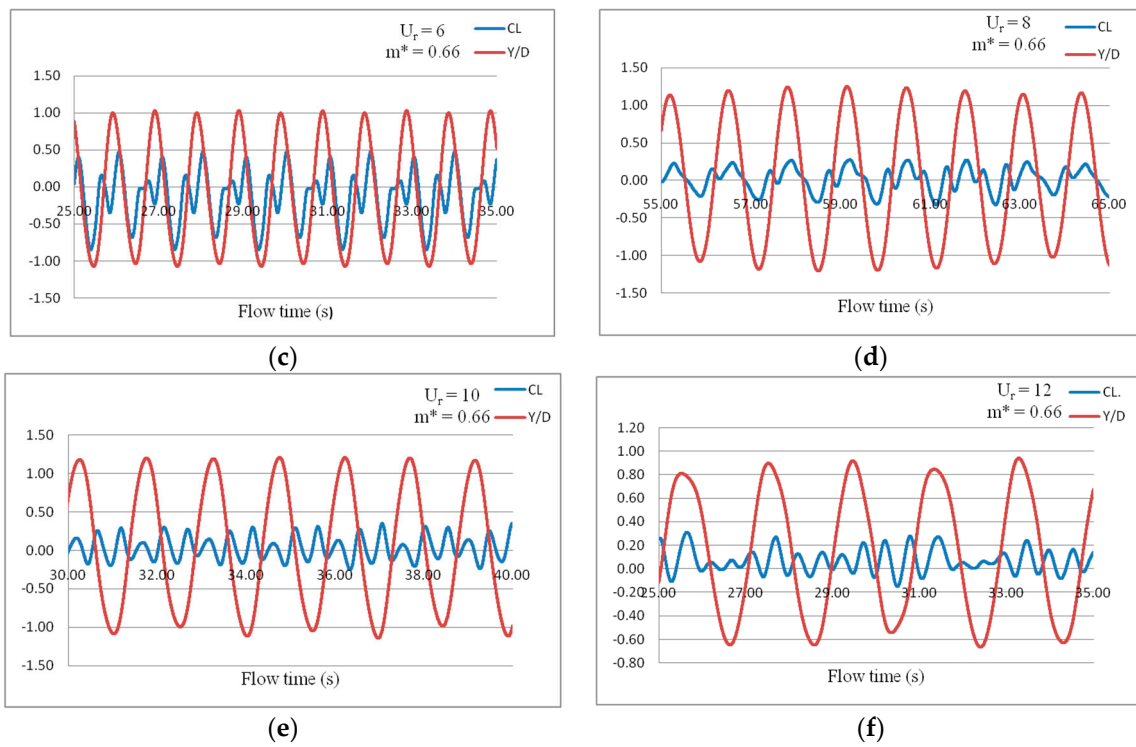 U_r = 6 CL
m* = 0.66 Y/D
1.50
1.00
0.50
0.00
-0.50
-1.00
-1.50
25.00 27.00 29.00 31.00 33.00 35.00
Flow time (s)
(c)
U_r = 8 CL
m* = 0.66 Y/D
1.50
1.00
0.50
0.00
-0.50
-1.00
-1.50
55.00 57.00 59.00 61.00 63.00 65.00
Flow time (s)
(d)
U_r = 10 CL
m* = 0.66 Y/D
1.50
1.00
0.50
0.00
-0.50
-1.00
-1.50
30.00 32.00 34.00 36.00 38.00 40.00
Flow time (s)
(e)
U_r = 12 CL.
m* = 0.66 Y/D
1.20
1.00
0.80
0.60
0.40
0.20
0.00
-0.20
-0.40
-0.60
-0.80
25.00 27.00 29.00 31.00 33.00 35.00
Flow time (s)
(f)